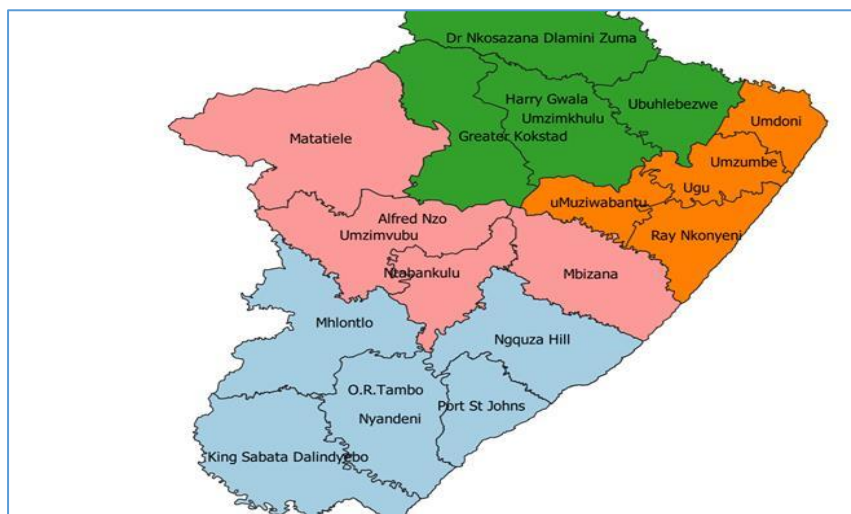 Dr Nkosazana Dlamini Zuma
Harry Gwala
Umzimkhulu
Ubuhlebezwe
Umdoni
Matatiele
Greater Kokstad
Umzumbe
Ugu
uMuziwabantu
Alfred Nzo
Umzimvubu
Ray Nkonyeni
Ntabankulu
Mbizana
Mhlontlo
Ngquza Hill
O.R.Tambo
Nyandeni
Port St Johns
King Sabata Dalindyebo